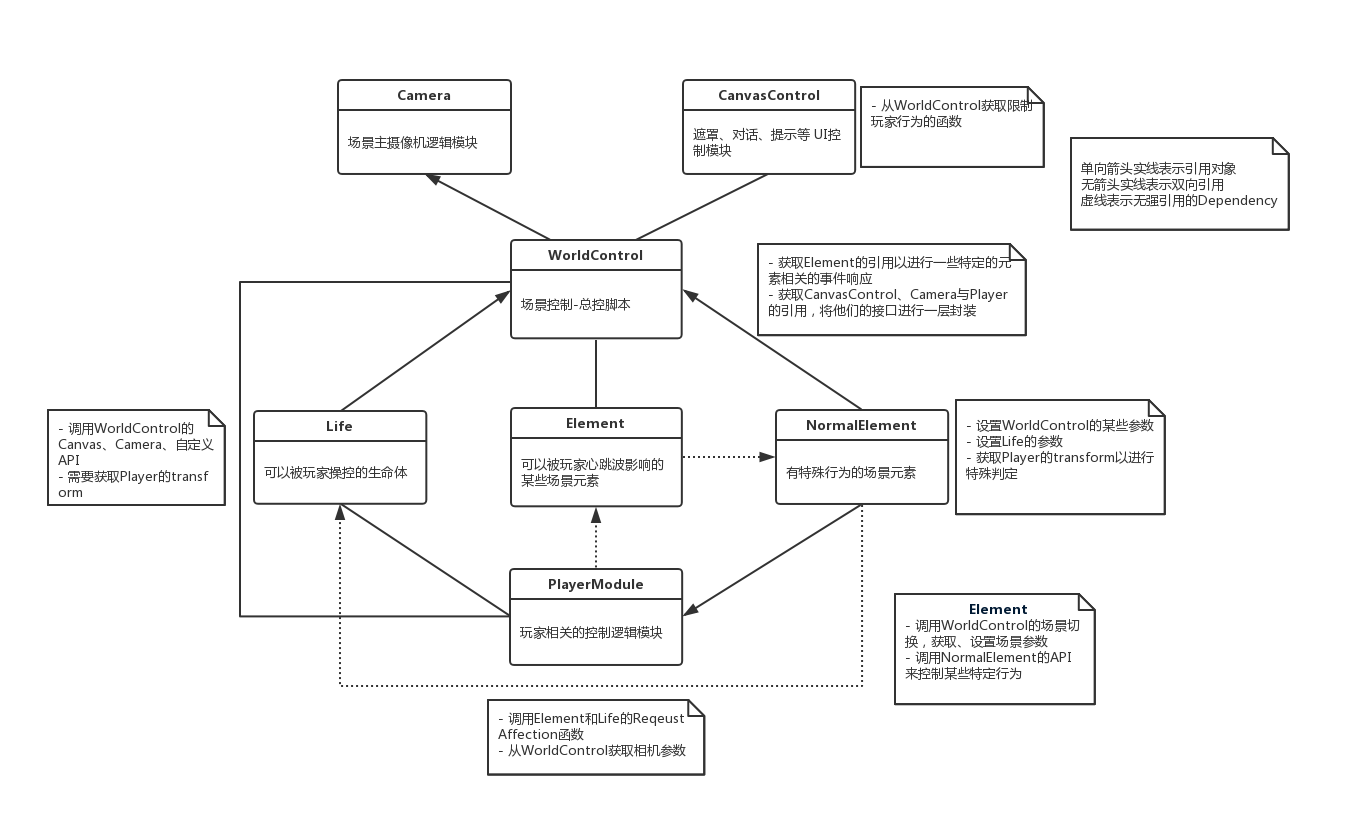 Camera
场景主摄像机逻辑模块
CanvasControl
遮罩、对话、提示等 UI控
制模块
- 从WorldControl获取限制
玩家行为的函数
单向箭头实线表示引用对象
无箭头实线表示双向引用
虚线表示无强引用的Dependency
WorldControl
场景控制-总控脚本
- 获取Element的引用以进行一些特定的元
素相关的事件响应
- 获取CanvasControl、Camera与Player
的引用，将他们的接口进行一层封装
- 调用WorldControl的
Canvas、Camera、自定义
API
- 需要获取Player的transf
orm
Life
可以被玩家操控的生命体
Element
可以被玩家心跳波影响的
某些场景元素
NormalElement
有特殊行为的场景元素
- 设置WorldControl的某些参数
- 设置Life的参数
- 获取Player的transform以进行
特殊判定
PlayerModule
玩家相关的控制逻辑模块
Element
- 调用WorldControl的场景切
换，获取、设置场景参数
- 调用NormalElement的API
来控制某些特定行为
- 调用Element和Life的Reqeust
Affection函数
- 从WorldControl获取相机参数